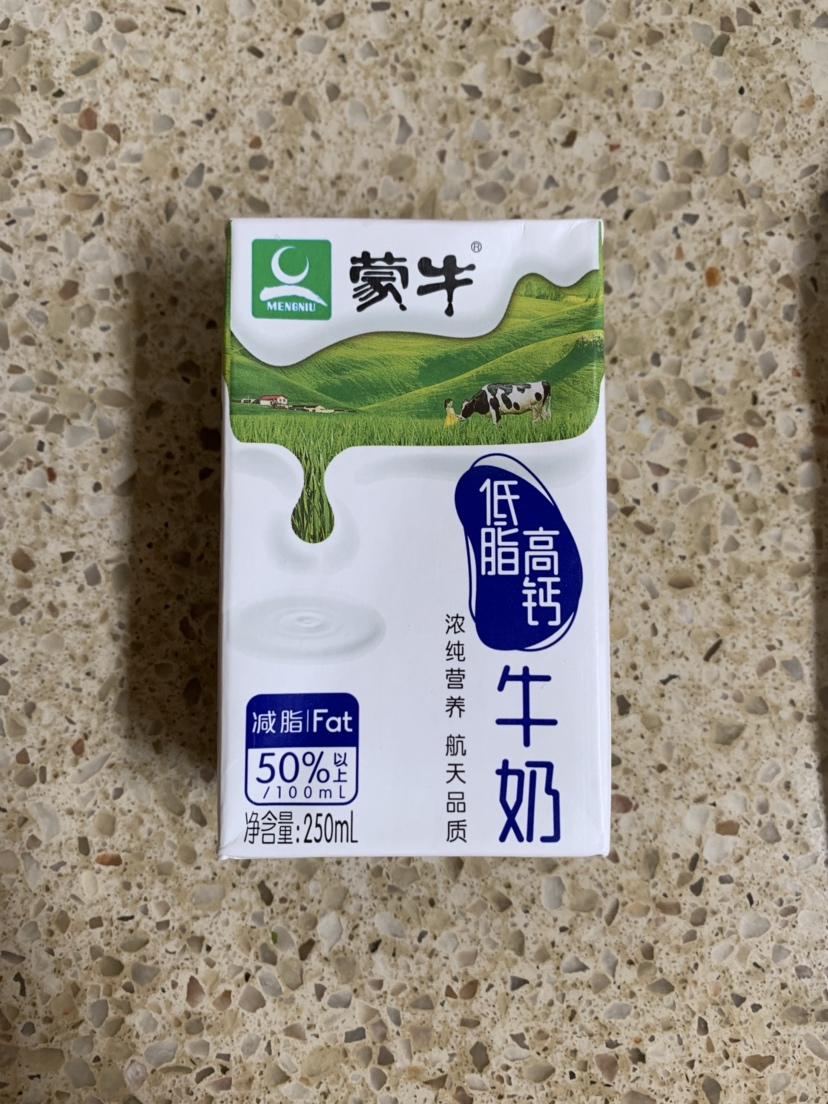 MENGNIU
蒙牛®
低脂
高钙
牛奶
浓纯营养 航天品质
减脂|Fat
50%以上
/100mL
净含量:250mL